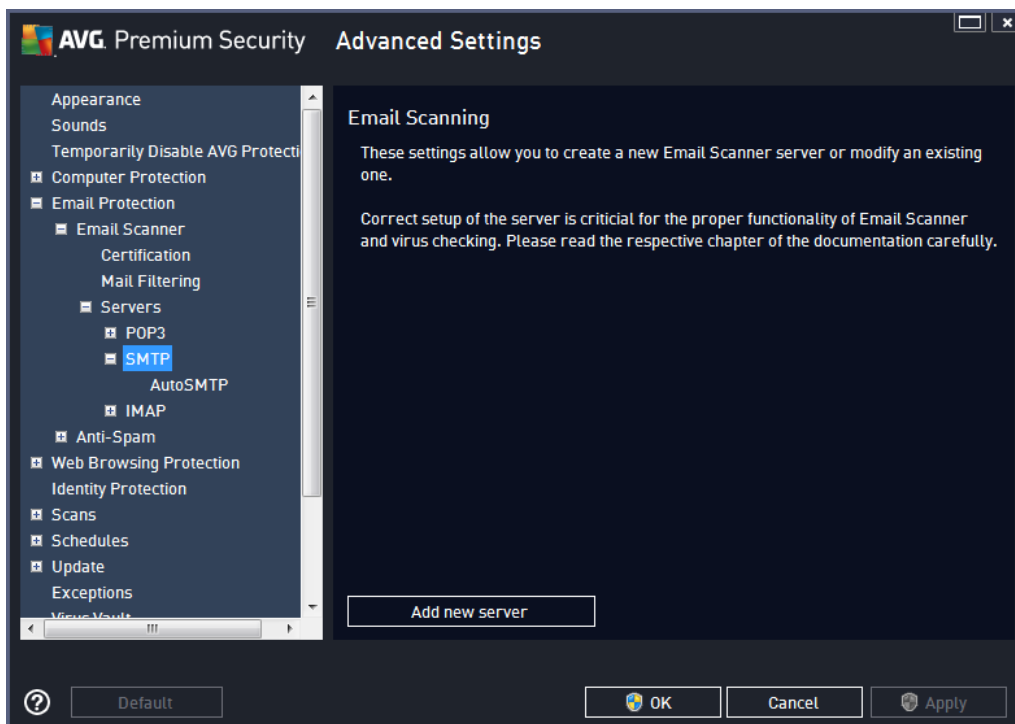 AVG. Premium Security
Advanced Settings
Appearance
Sounds
Temporarily Disable AVG Protecti
Computer Protection
Email Protection
Email Scanner
Certification
Mail Filtering
Servers
POP3
SMTP
AutoSMTP
IMAP
Anti-Spam
Web Browsing Protection
Identity Protection
Scans
Schedules
Update
Exceptions
Virus Vault
Email Scanning
These settings allow you to create a new Email Scanner server or modify an existing
one.
Correct setup of the server is criticial for the proper functionality of Email Scanner
and virus checking. Please read the respective chapter of the documentation carefully.
Add new server
Default
OK
Cancel
Apply